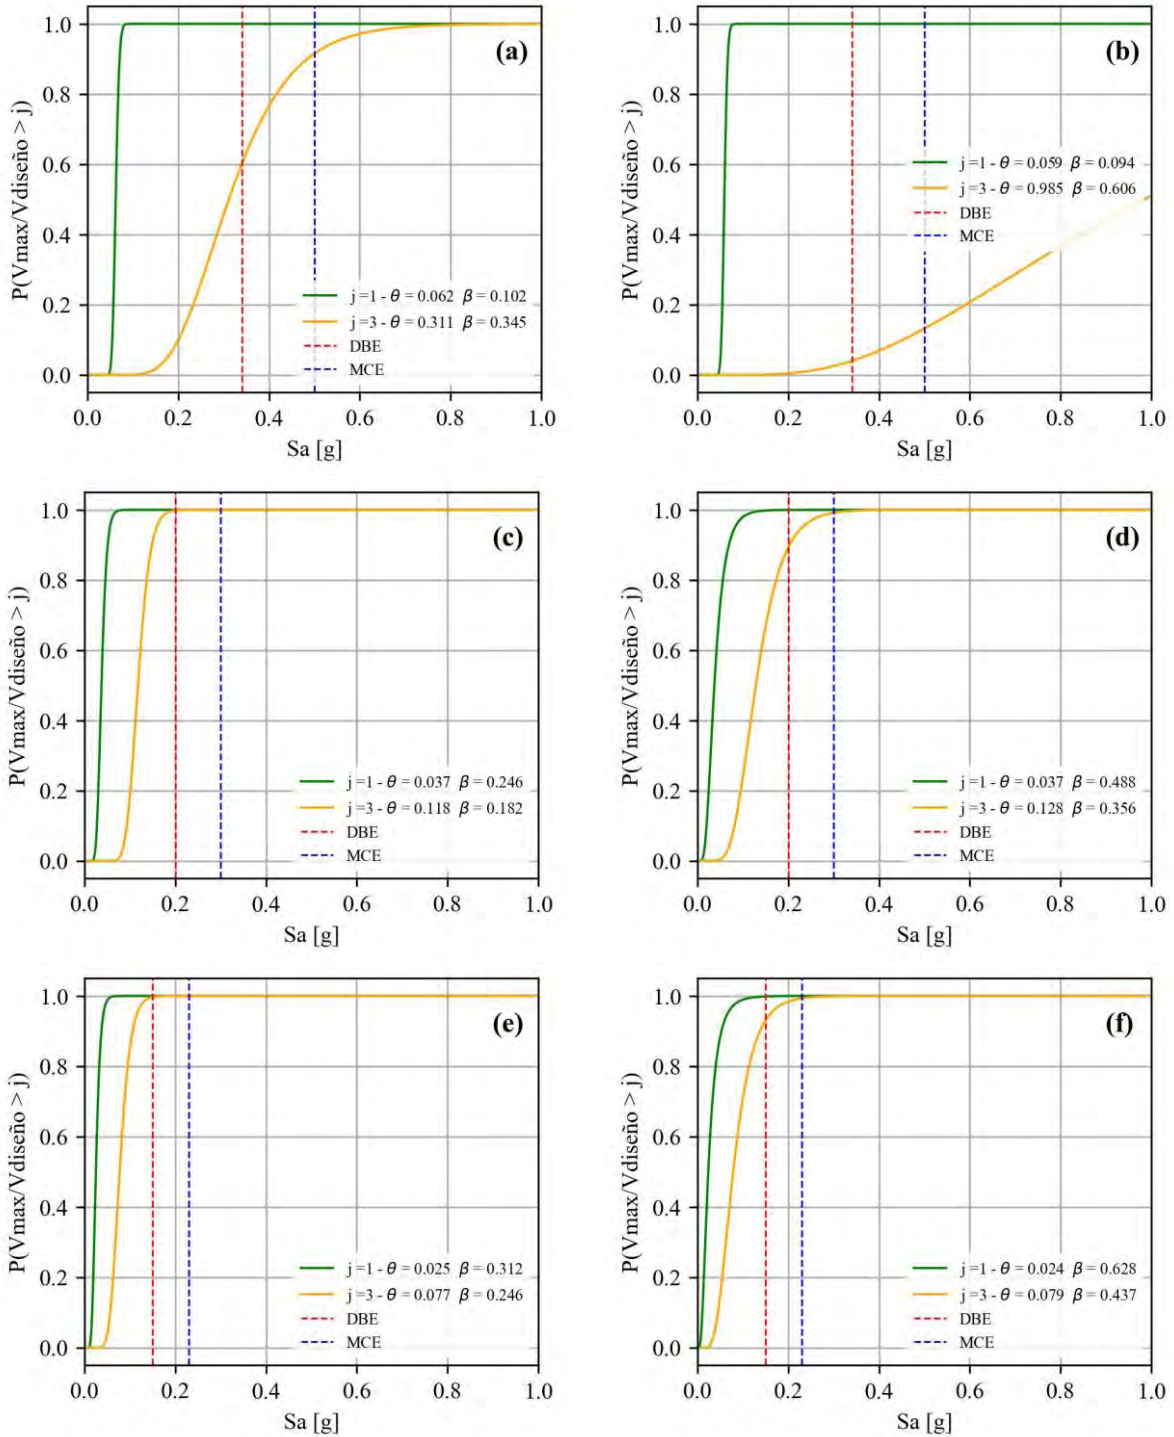 (a)
P(Vmax/Vdiseño > j)
1.0
0.8
0.6
0.4
0.2
0.0
j =1 - θ = 0.062 β = 0.102
j =3 - θ = 0.311 β = 0.345
DBE
MCE
0.0 0.2 0.4 0.6 0.8 1.0
Sa [g]
(b)
P(Vmax/Vdiseño > j)
1.0
0.8
0.6
0.4
0.2
0.0
j =1 - θ = 0.059 β = 0.094
j =3 - θ = 0.985 β = 0.606
DBE
MCE
0.0 0.2 0.4 0.6 0.8 1.0
Sa [g]
(c)
P(Vmax/Vdiseño > j)
1.0
0.8
0.6
0.4
0.2
0.0
j =1 - θ = 0.037 β = 0.246
j =3 - θ = 0.118 β = 0.182
DBE
MCE
0.0 0.2 0.4 0.6 0.8 1.0
Sa [g]
(d)
P(Vmax/Vdiseño > j)
1.0
0.8
0.6
0.4
0.2
0.0
j =1 - θ = 0.037 β = 0.488
j =3 - θ = 0.128 β = 0.356
DBE
MCE
0.0 0.2 0.4 0.6 0.8 1.0
Sa [g]
(e)
P(Vmax/Vdiseño > j)
1.0
0.8
0.6
0.4
0.2
0.0
j =1 - θ = 0.025 β = 0.312
j =3 - θ = 0.077 β = 0.246
DBE
MCE
0.0 0.2 0.4 0.6 0.8 1.0
Sa [g]
(f)
P(Vmax/Vdiseño > j)
1.0
0.8
0.6
0.4
0.2
0.0
j =1 - θ = 0.024 β = 0.628
j =3 - θ = 0.079 β = 0.437
DBE
MCE
0.0 0.2 0.4 0.6 0.8 1.0
Sa [g]